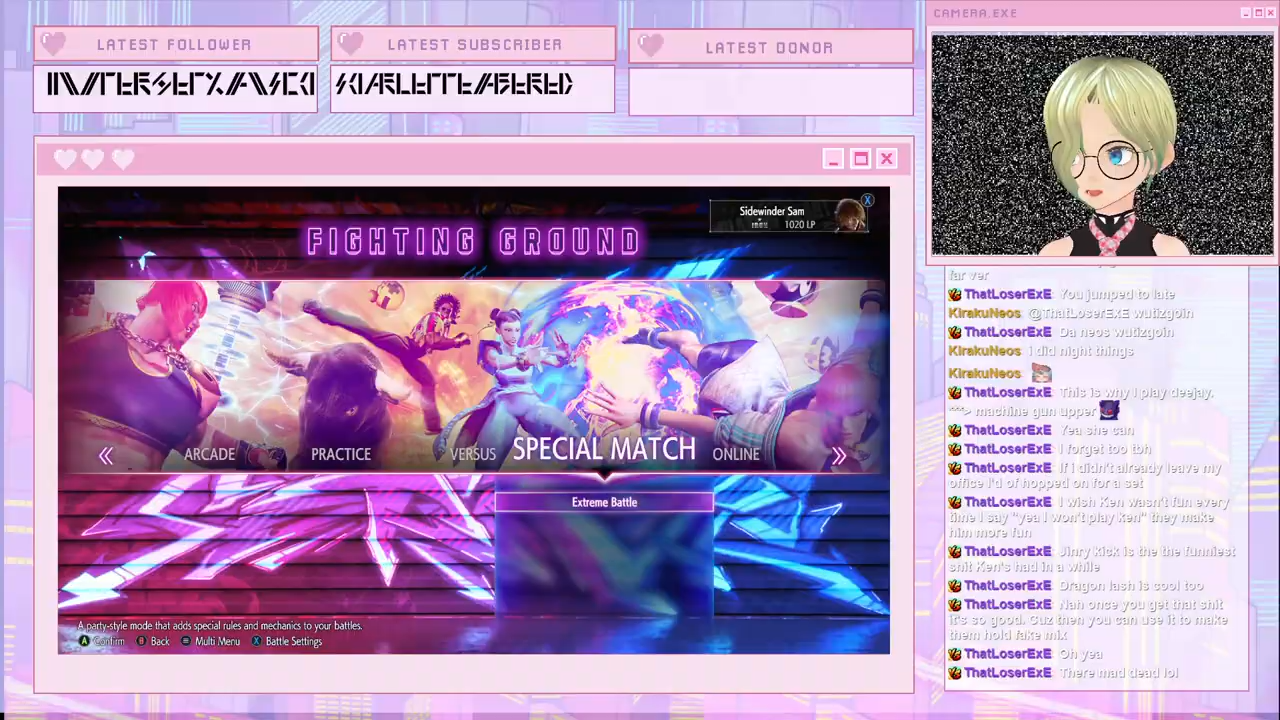 CAMERA.EXE
LATEST FOLLOWER
LATEST SUBSCRIBER
LATEST DONOR
FIGHTING GROUND
Sidewinder Sam
1020 LP
ARCADE
PRACTICE
VERSUS
SPECIAL MATCH
ONLINE
Extreme Battle
A party-style mode that adds special rules and mechanics to your battles.
A Confirm B Back Multi Menu X Battle Settings
far ver
ThatLoserExE You jumped to late
KirakuNeos @ThatLoserExE wutizgoin
ThatLoserExE Da neos wutizgoin
KirakuNeos i did night things
KirakuNeos
ThatLoserExE This is why I play deejay.
***> machine gun upper
ThatLoserExE Yea she can
ThatLoserExE I forget too tbh
ThatLoserExE If I didn't already leave my
office I'd of hopped on for a set
ThatLoserExE I wish Ken wasn't fun every
time I say "yea I won't play ken" they make
him more fun
ThatLoserExE Jinry kick is the the funniest
shit Ken's had in a while
ThatLoserExE Dragon lash is cool too
ThatLoserExE Nah once you get that shit
it's so good. Cuz then you can use it to make
them hold fake mix
ThatLoserExE Oh yea
ThatLoserExE There mad dead lol